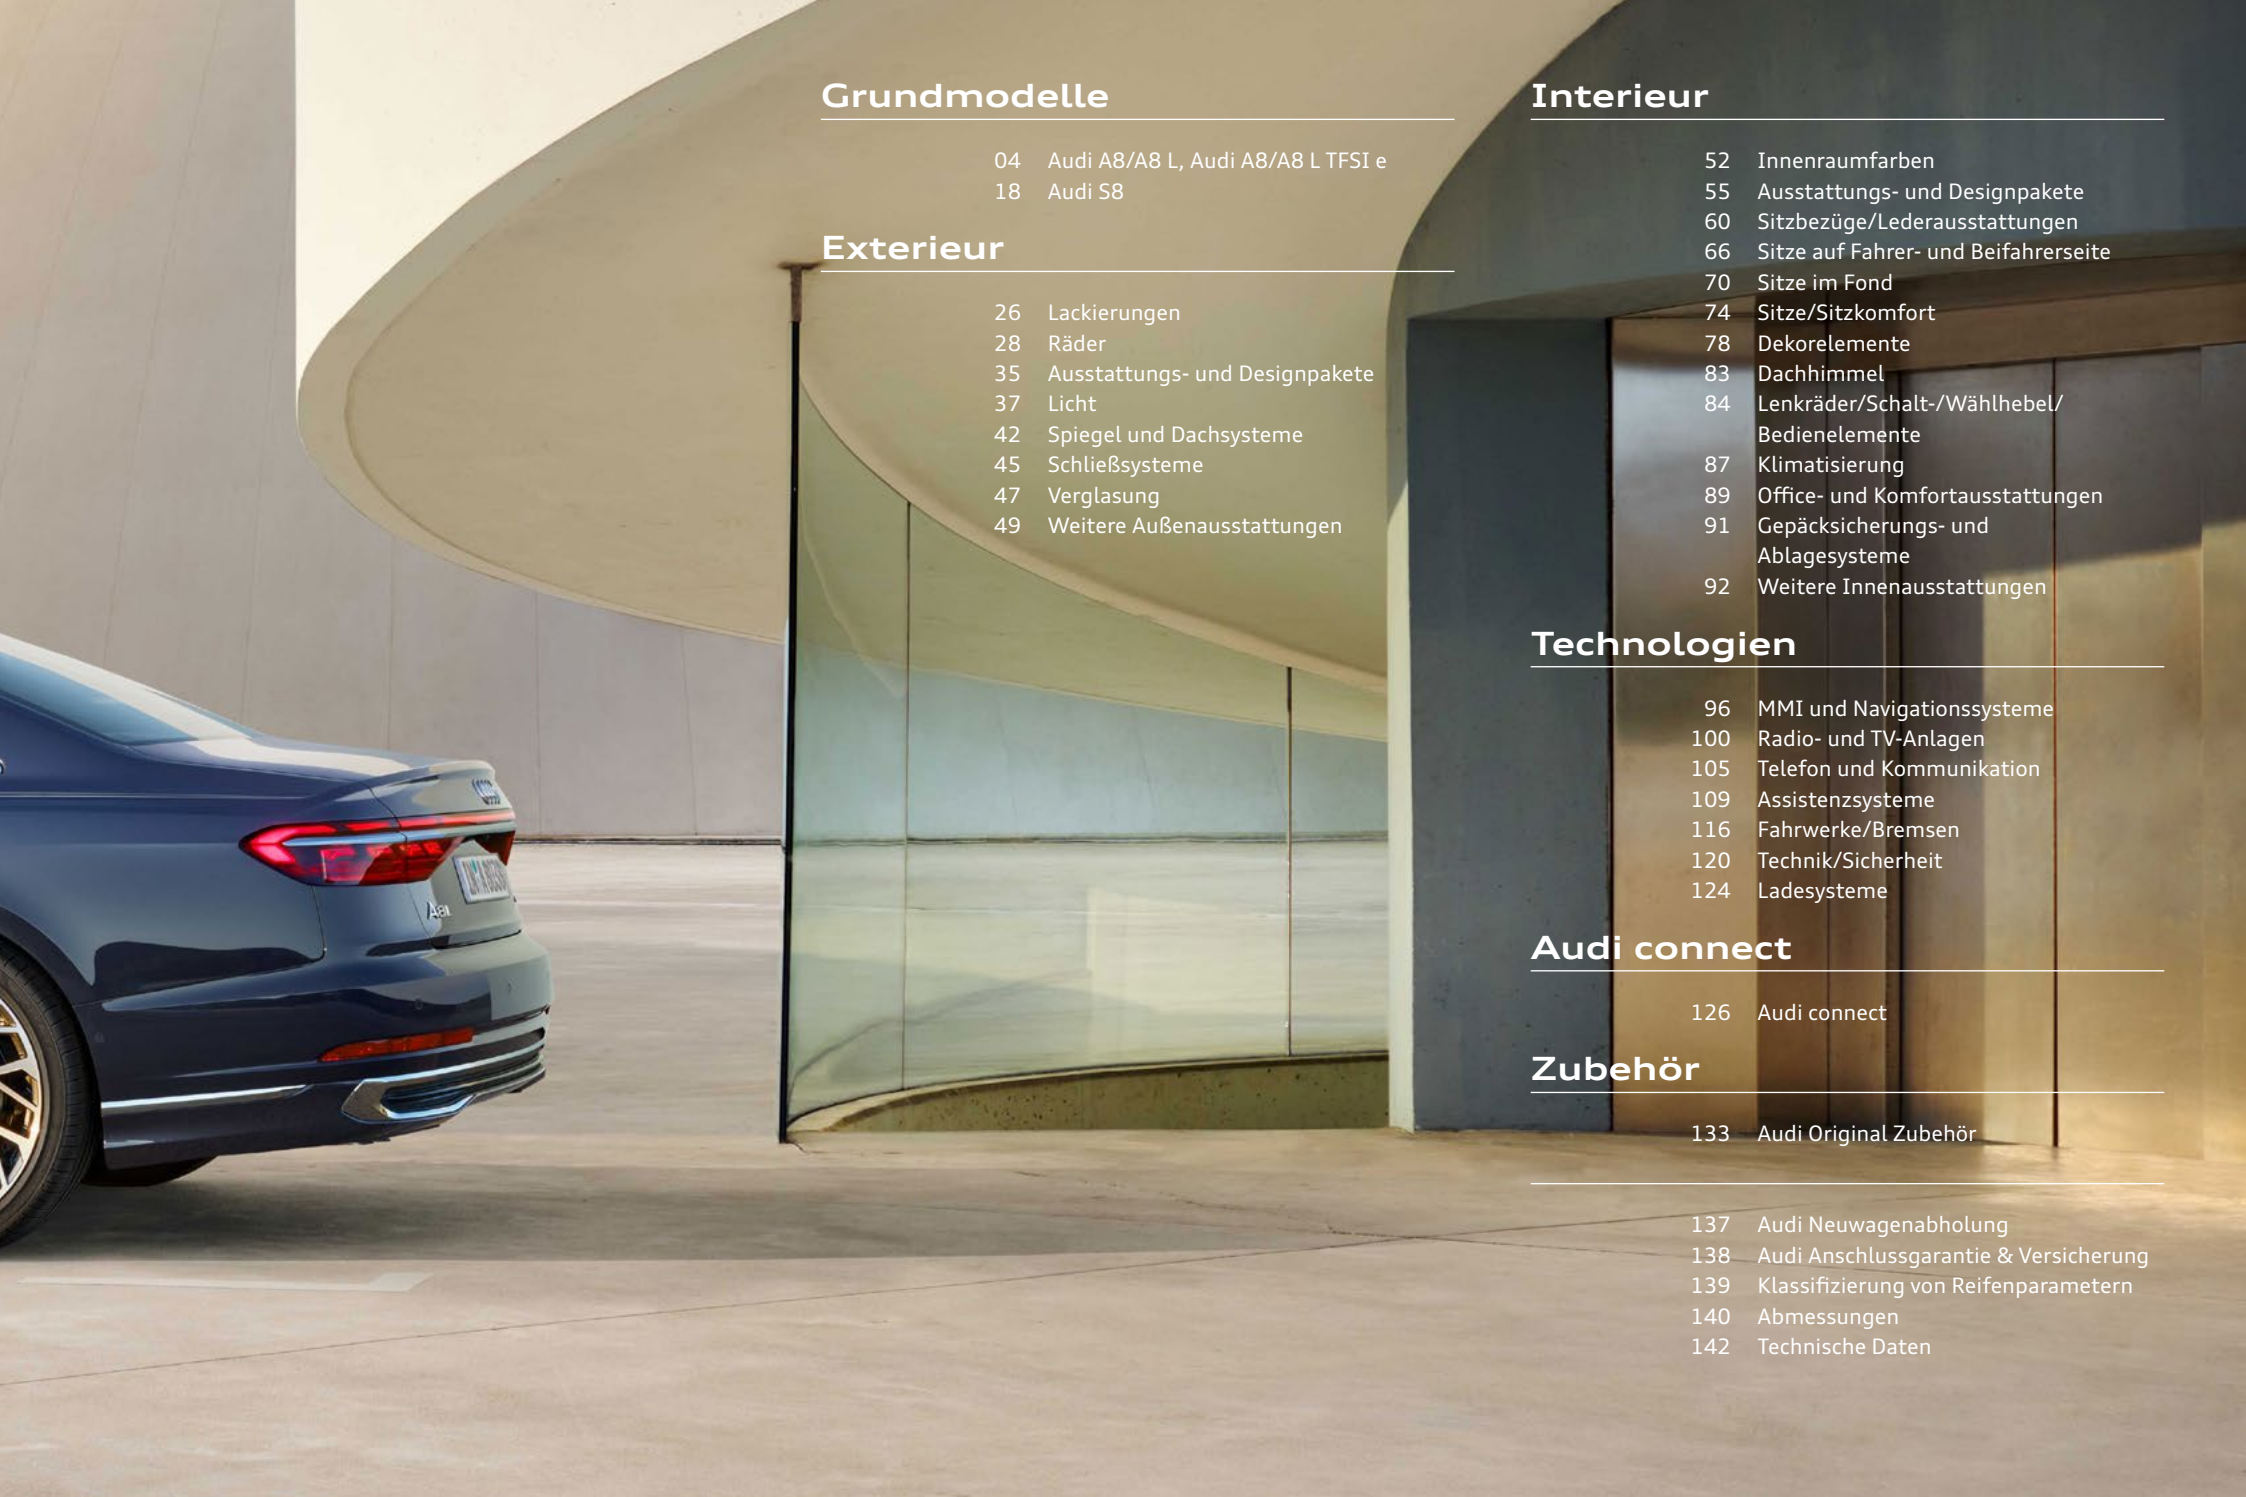 Grundmodelle
04 Audi A8/A8 L, Audi A8/A8 L TFSI e
18 Audi S8
Exterieur
26 Lackierungen
28 Räder
35 Ausstattungs- und Designpakete
37 Licht
42 Spiegel und Dachsysteme
45 Schließsysteme
47 Verglasung
49 Weitere Außenausstattungen
Interieur
52 Innenraumfarben
55 Ausstattungs- und Designpakete
60 Sitzbezüge/Lederausstattungen
66 Sitze auf Fahrer- und Beifahrerseite
70 Sitze im Fond
74 Sitze/Sitzkomfort
78 Dekorelemente
83 Dachhimmel
84 Lenkräder/Schalt-/Wählhebel/
Bedienelemente
87 Klimatisierung
89 Office- und Komfortausstattungen
91 Gepäcksicherungs- und
Ablagesysteme
92 Weitere Innenausstattungen
Technologien
96 MMI und Navigationssysteme
100 Radio- und TV-Anlagen
105 Telefon und Kommunikation
109 Assistenzsysteme
116 Fahrwerke/Bremsen
120 Technik/Sicherheit
124 Ladesysteme
Audi connect
126 Audi connect
Zubehör
133 Audi Original Zubehör
137 Audi Neuwagenabholung
138 Audi Anschlussgarantie & Versicherung
139 Klassifizierung von Reifenparametern
140 Abmessungen
142 Technische Daten